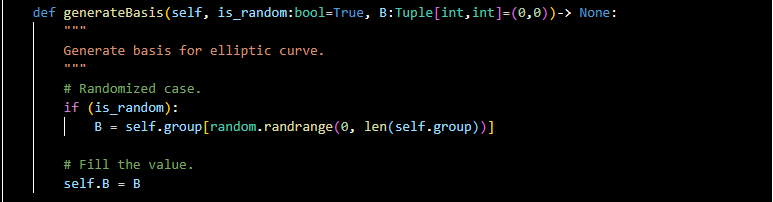 def generateBasis(self, is_random:bool=True, B:Tuple[int,int]=(0,0))-> None:
"""
Generate basis for elliptic curve.
"""
# Randomized case.
if (is_random):
B = self.group[random.randrange(0, len(self.group))]
# Fill the value.
self.B = B